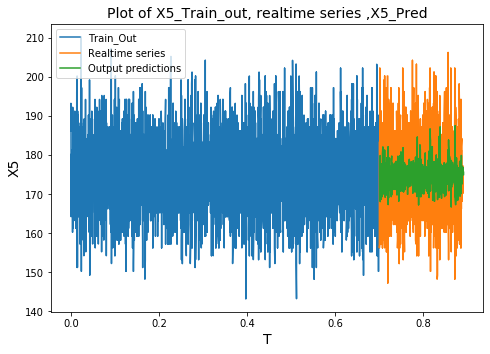 Plot of X5_Train_out, realtime series ,X5_Pred
Train_Out
Realtime series
Output predictions
210
200
190
180
170
160
150
140
X5
0.0 0.2 0.4 0.6 0.8
T